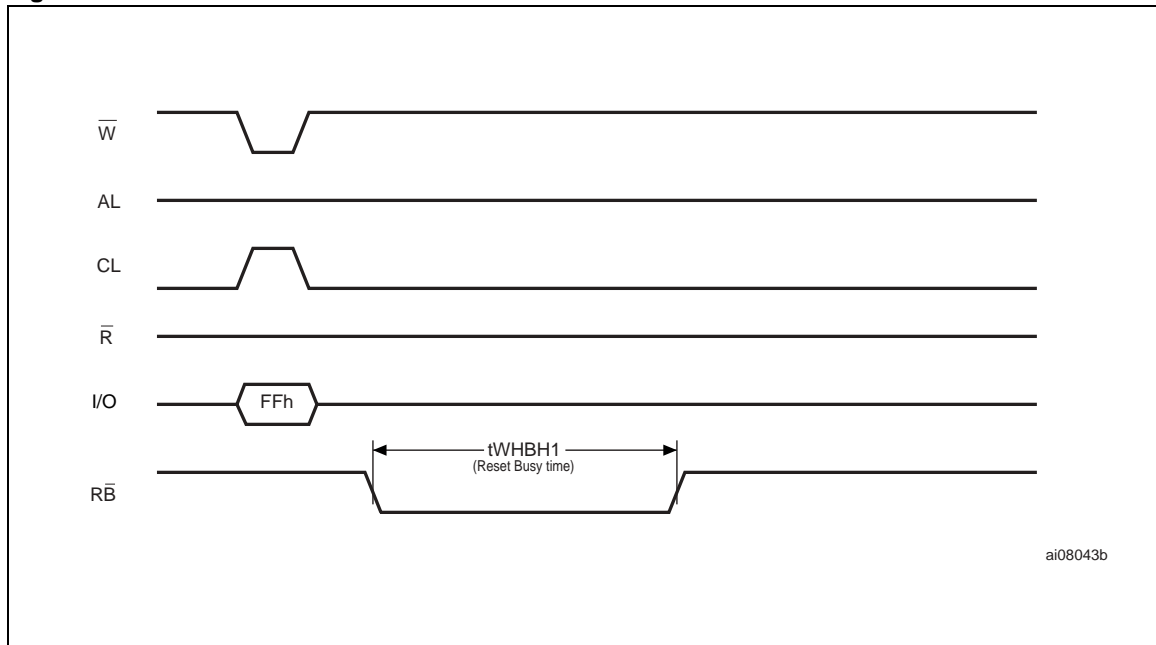 W̅
AL
CL
R̅
I/O
FFh
tWHBH1
(Reset Busy time)
RB̅
ai08043b